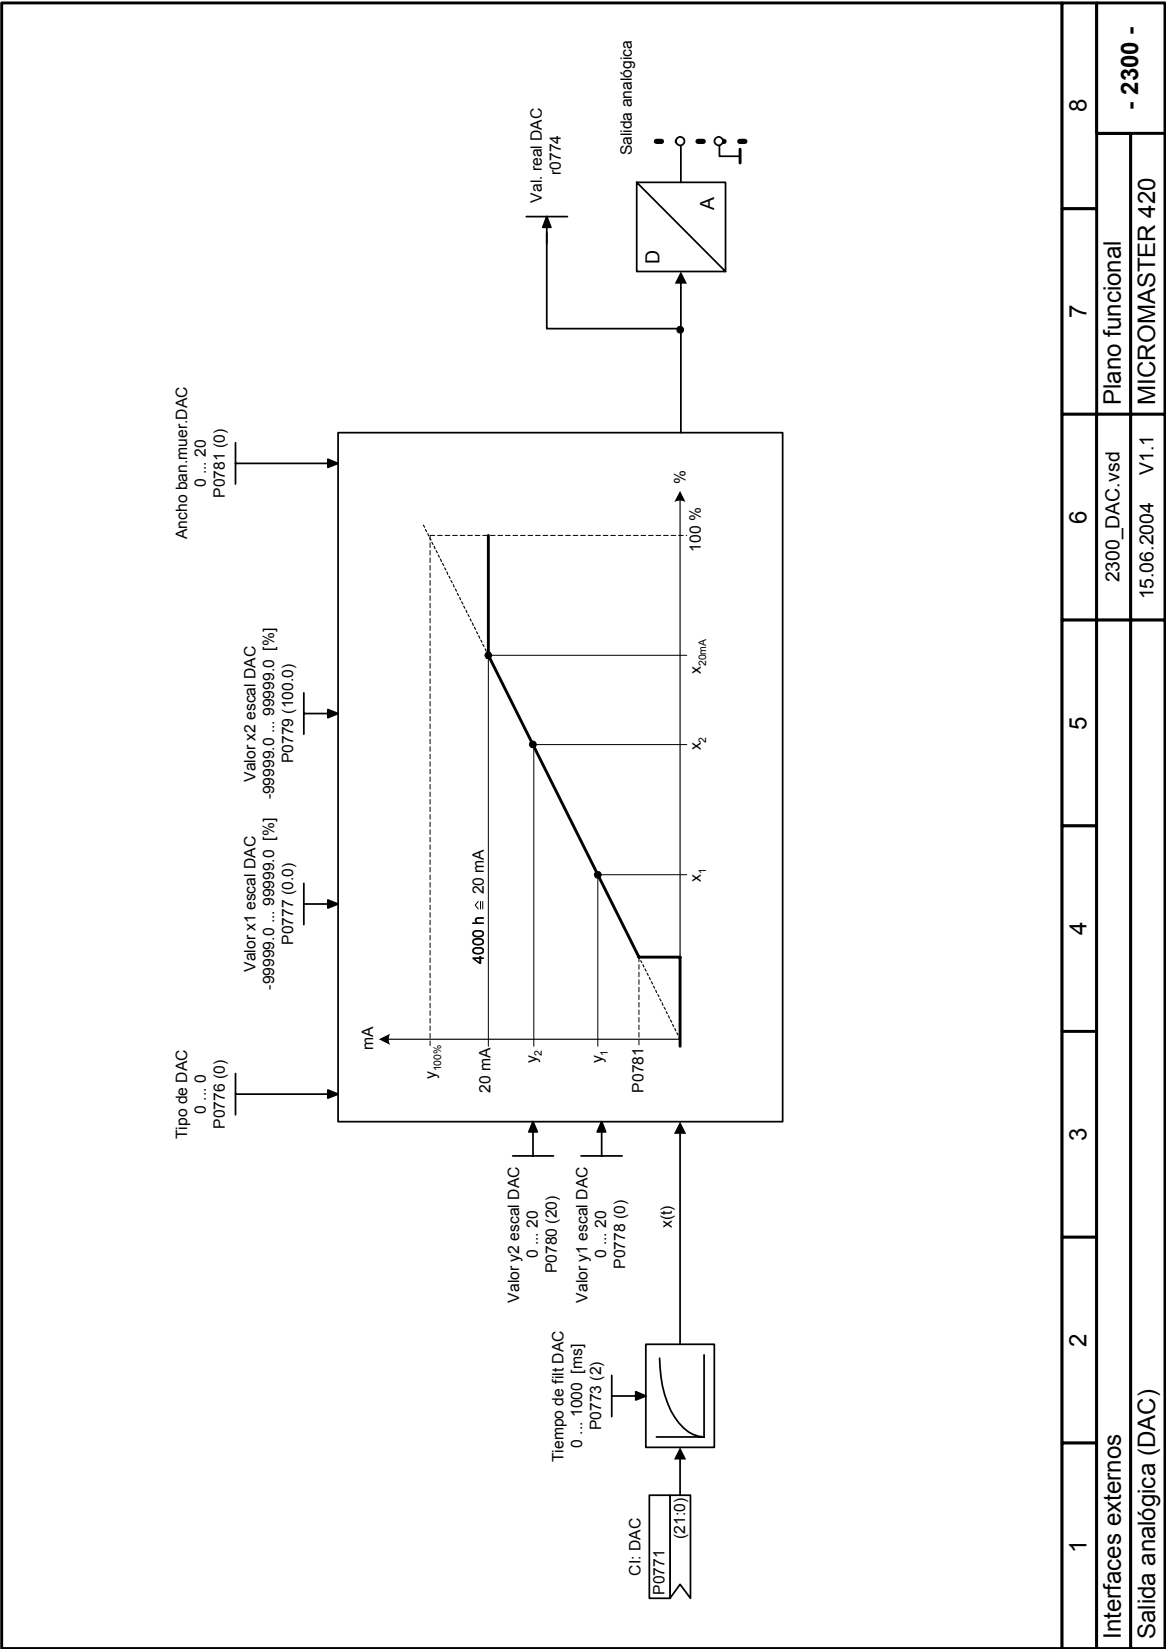 CI: DAC
P0771
(21:0)
Tiempo de filt DAC
0 ... 1000 [ms]
P0773 (2)
x(t)
Valor y2 escal DAC
0 ... 20
P0780 (20)
Valor y1 escal DAC
0 ... 20
P0778 (0)
Tipo de DAC
0 ... 0
P0776 (0)
Valor x1 escal DAC
-99999.0 ... 99999.0 [%]
P0777 (0.0)
Valor x2 escal DAC
-99999.0 ... 99999.0 [%]
P0779 (100.0)
Ancho ban.muer.DAC
0 ... 20
P0781 (0)
mA
y100%
20 mA
y2
y1
P0781
4000 h ≙ 20 mA
x1
x2
x20mA
100 %
%
Val. real DAC
r0774
D
A
Salida analógica
1 2 3 4 5 6 7 8
Interfaces externos
Salida analógica (DAC)
2300_DAC.vsd
15.06.2004 V1.1
Plano funcional
MICROMASTER 420
- 2300 -